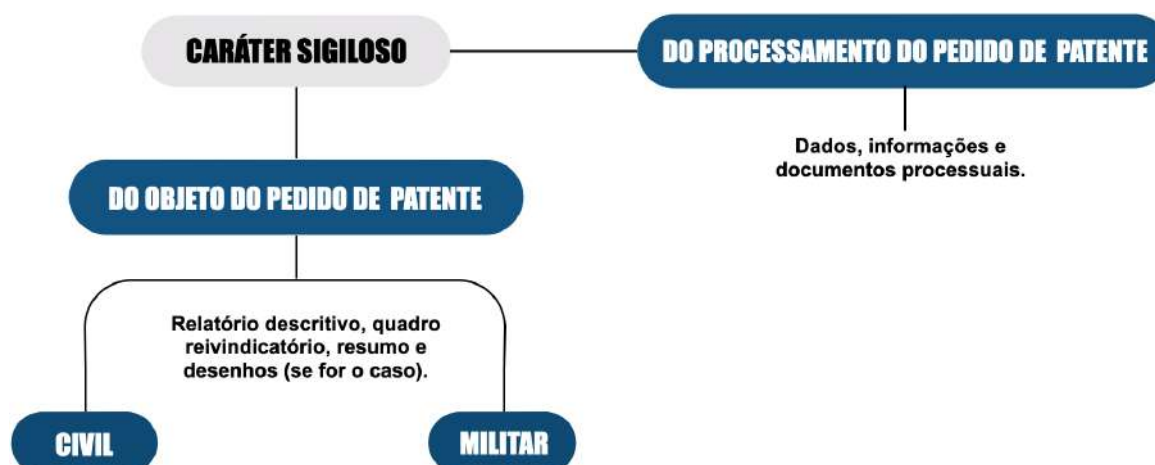 CARÁTER SIGILOSO
DO PROCESSAMENTO DO PEDIDO DE PATENTE
Dados, informações e
documentos processuais.
DO OBJETO DO PEDIDO DE PATENTE
Relatório descritivo, quadro
reivindicatório, resumo e
desenhos (se for o caso).
CIVIL
MILITAR